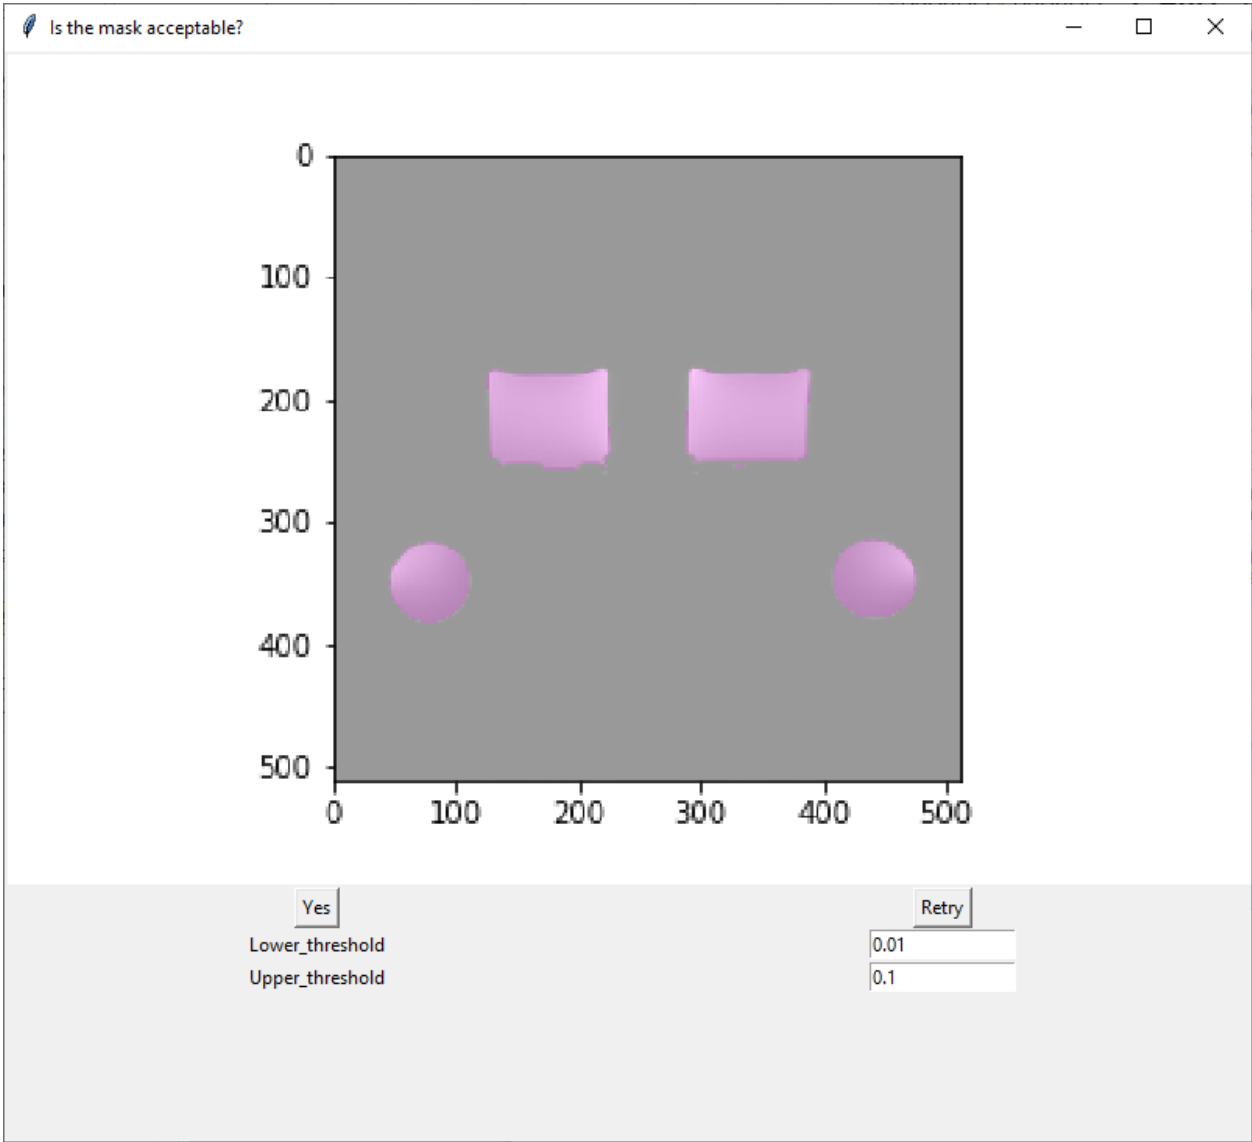 Is the mask acceptable?
0
100
200
300
400
500
0 100 200 300 400 500
Yes Retry
Lower_threshold 0.01
Upper_threshold 0.1